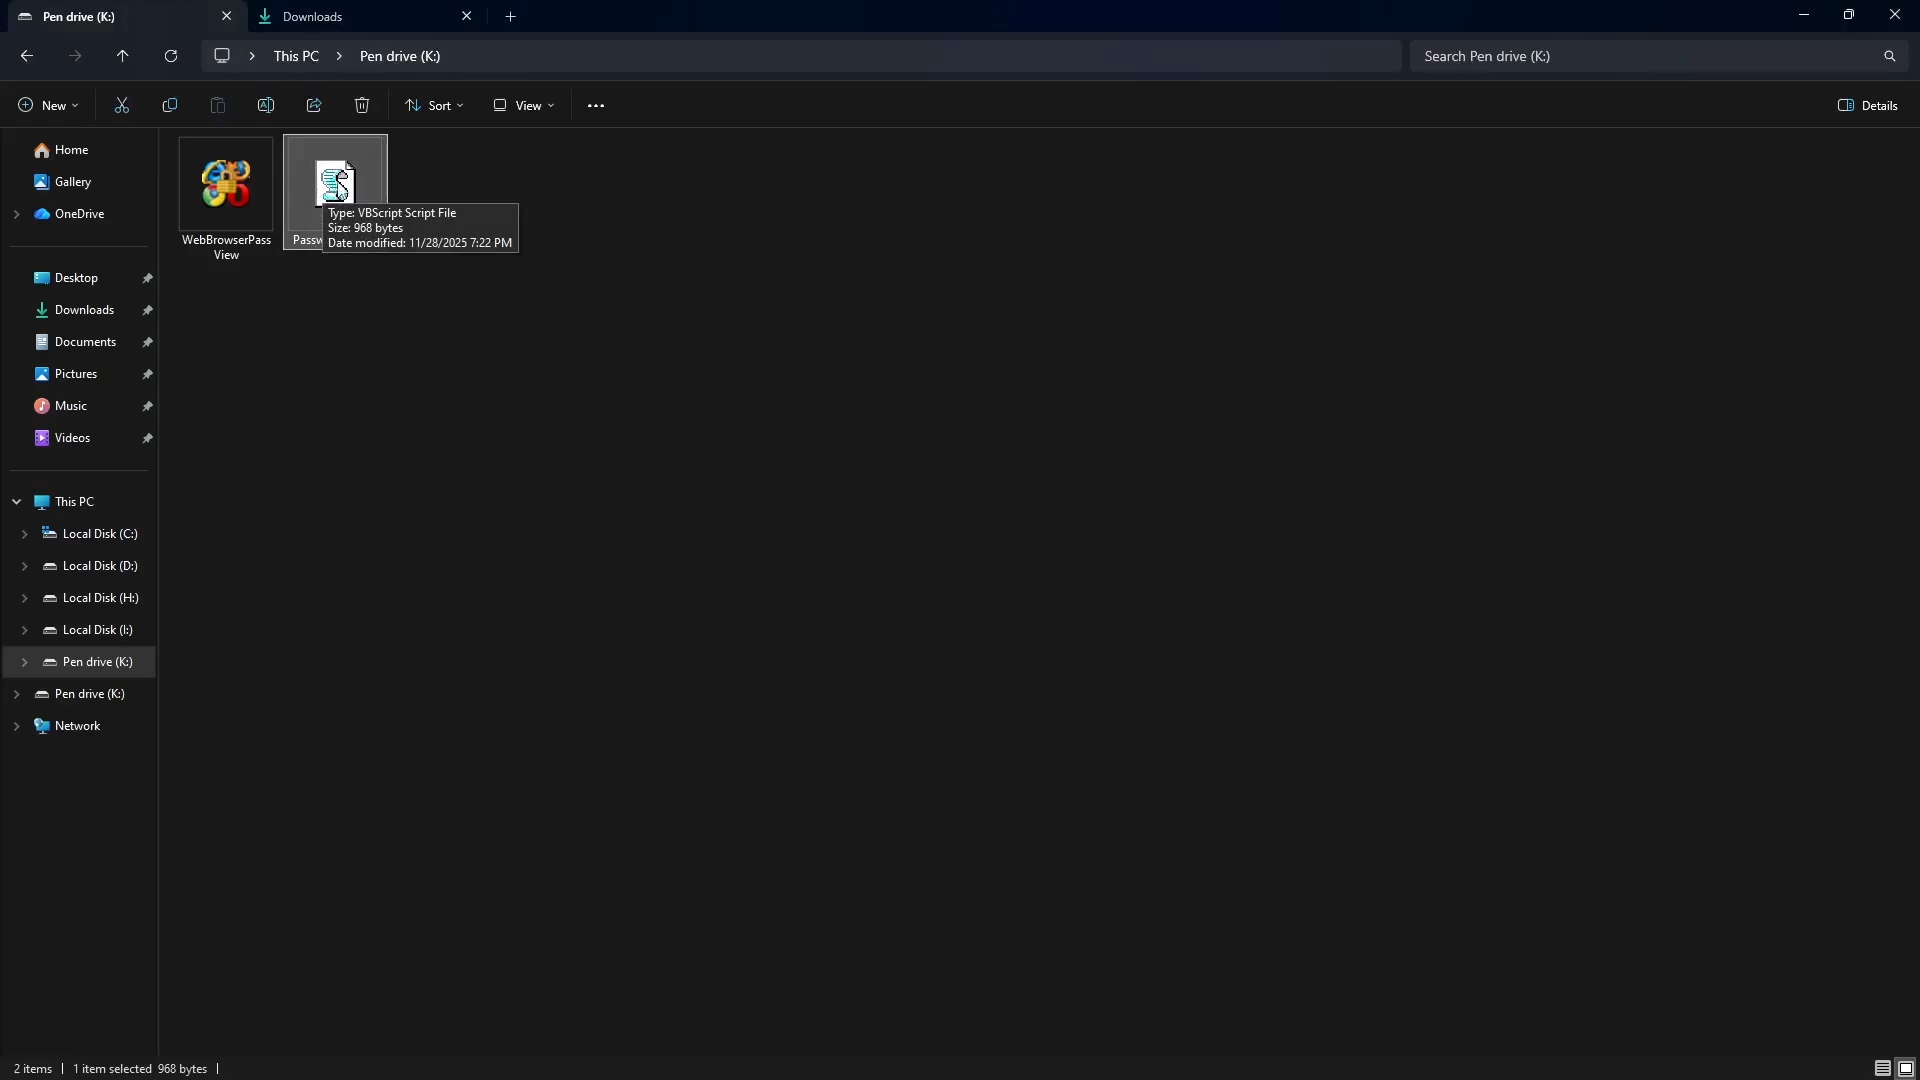 Pen drive (K:)
Downloads
This PC
Pen drive (K:)
Search Pen drive (K:)
New
Sort
View
Details
Home
Gallery
OneDrive
Desktop
Downloads
Documents
Pictures
Music
Videos
This PC
Local Disk (C:)
Local Disk (D:)
Local Disk (H:)
Local Disk (I:)
Pen drive (K:)
Pen drive (K:)
Network
WebBrowserPass
View
Passw
Type: VBScript Script File
Size: 968 bytes
Date modified: 11/28/2025 7:22 PM
2 items
1 item selected 968 bytes